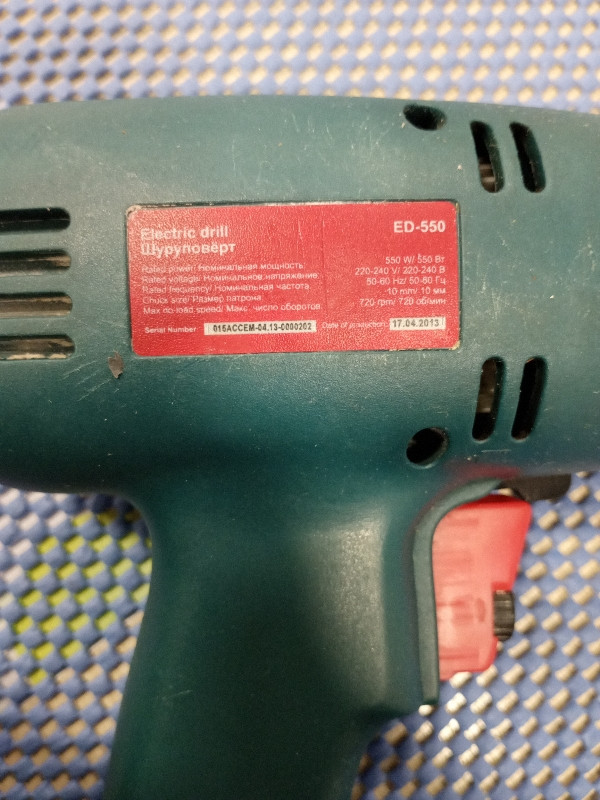 Electric drill ED-550
Шуруповёрт
Rated power/ Номинальная мощность 550 W/ 550 Вт
Rated voltage/ Номинальное напряжение 220-240 V/ 220-240 В
Rated frequency/ Номинальная частота 50-60 Hz/ 50-60 Гц
Chuck size/ Размер патрона 10 mm/ 10 мм
Max no-load speed/ Макс. число оборотов 720 rpm/ 720 об/мин
Serial Number 015ACCEM-04.13-0000202 Date of production: 17.04.2013